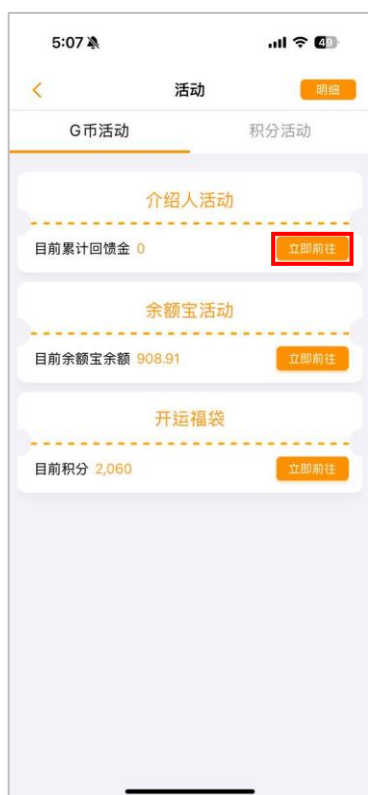 5:07
49
活动
明细
G币活动
积分活动
介绍人活动
目前累计回馈金 0
立即前往
余额宝活动
目前余额宝余额 908.91
立即前往
开运福袋
目前积分 2,060
立即前往